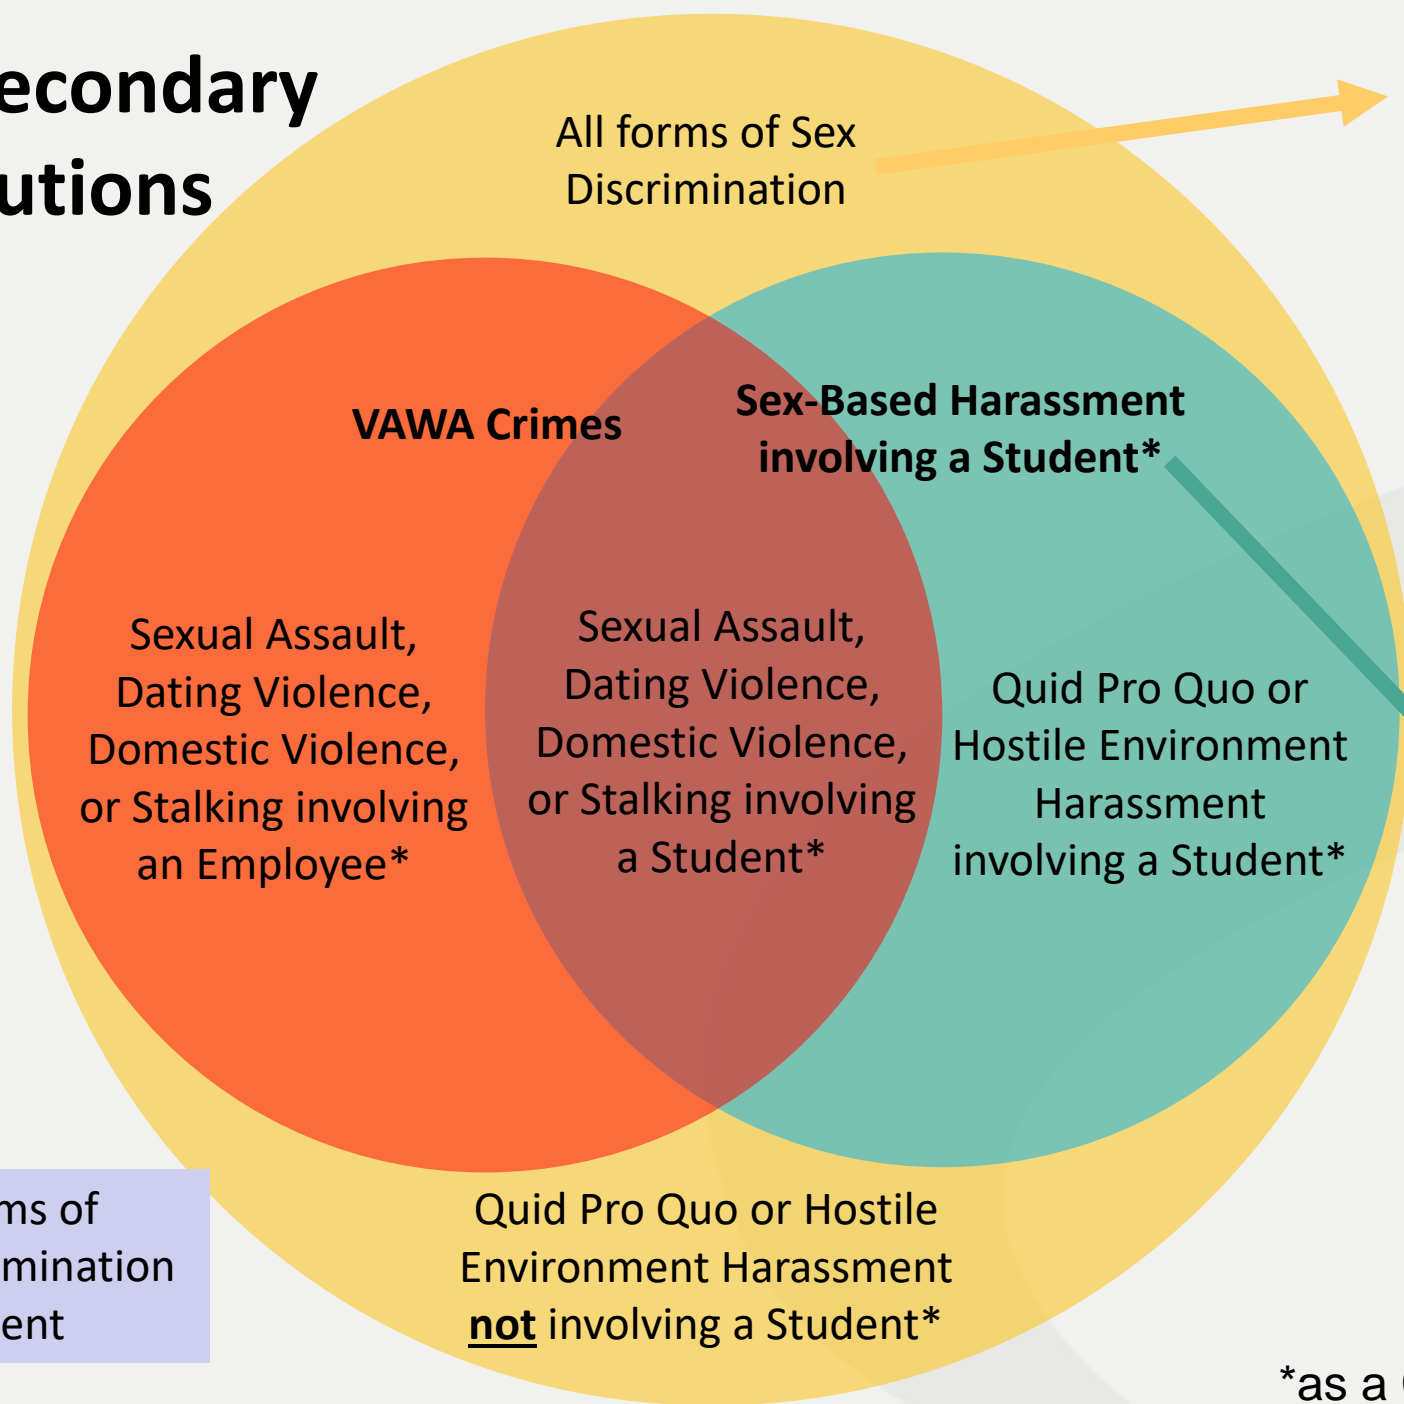 econdary
utions
All forms of Sex
Discrimination
VAWA Crimes
Sex-Based Harassment
involving a Student*
Sexual Assault,
Dating Violence,
Domestic Violence,
or Stalking involving
an Employee*
Sexual Assault,
Dating Violence,
Domestic Violence,
or Stalking involving
a Student*
Quid Pro Quo or
Hostile Environment
Harassment
involving a Student*
ms of
mination
ent
Quid Pro Quo or Hostile
Environment Harassment
not involving a Student*
*as a